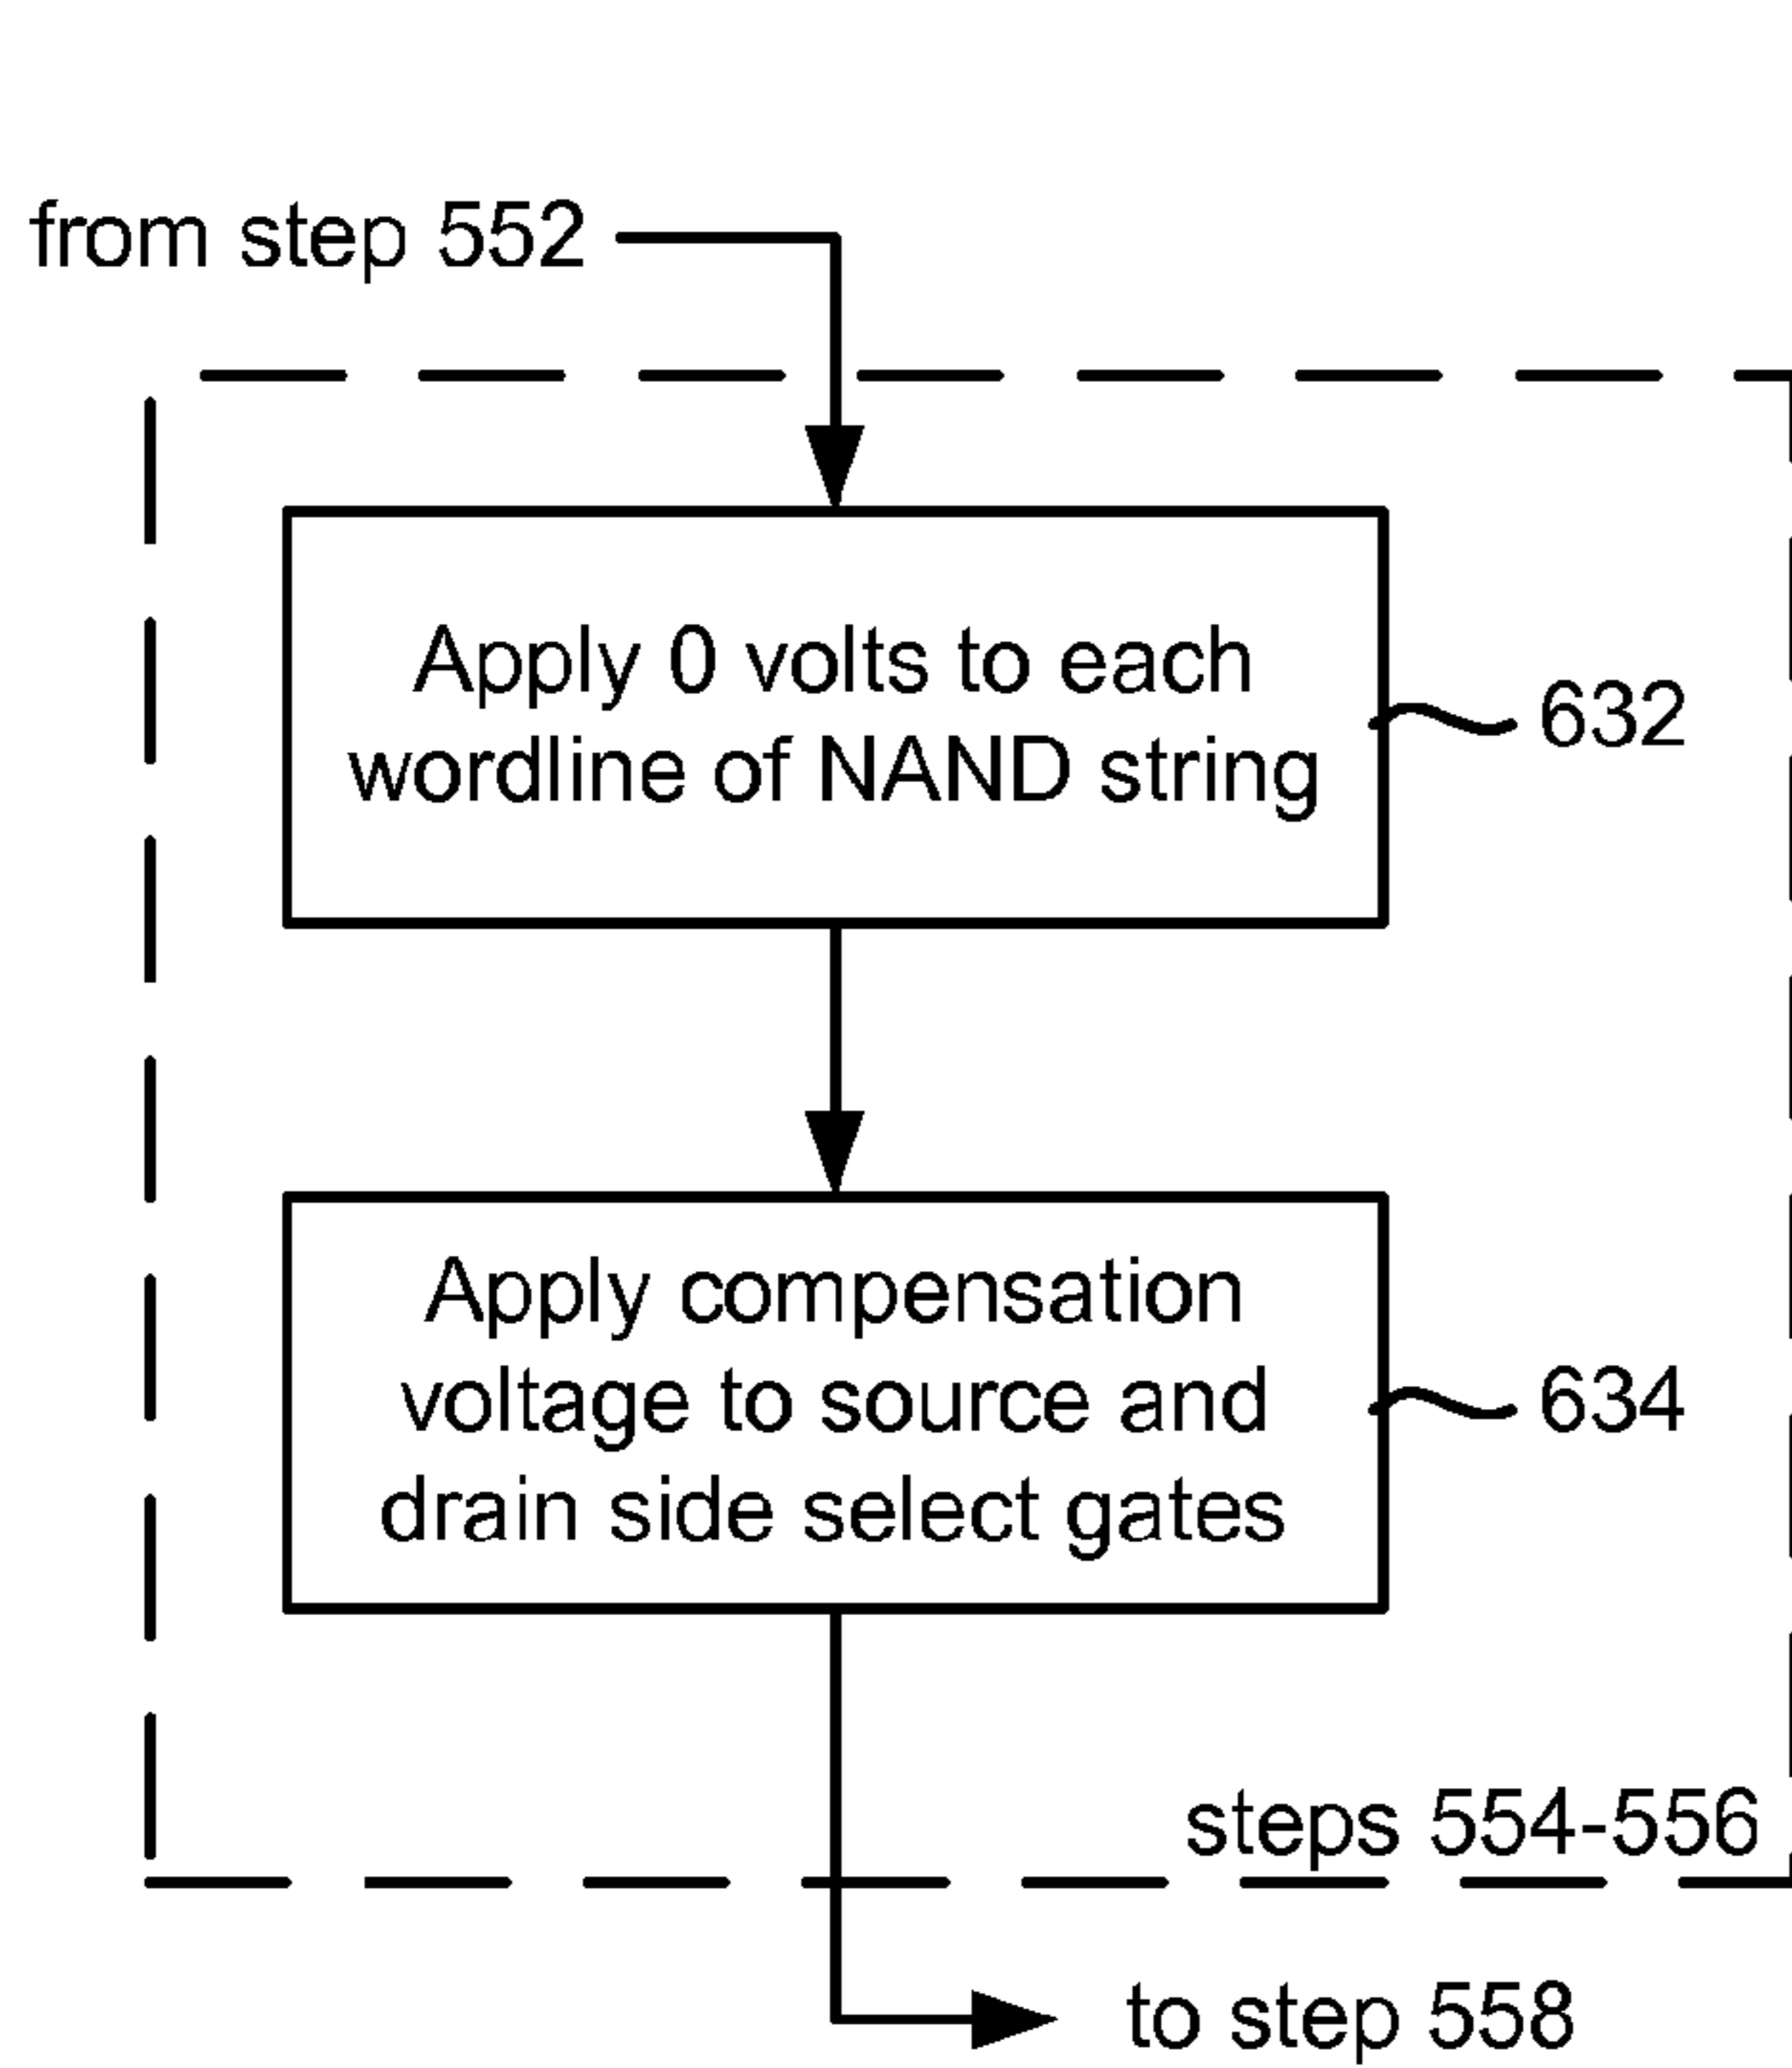 from step 552
Apply 0 volts to each
wordline of NAND string
632
Apply compensation
voltage to source and
drain side select gates
634
steps 554-556
to step 558